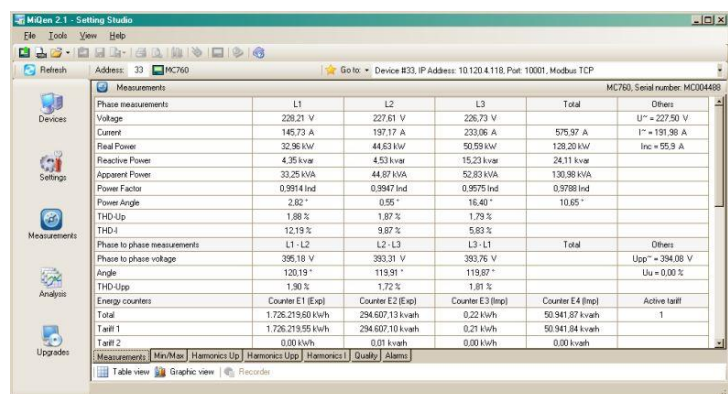 MiQen 2.1 - Setting Studio
File Tools View Help
Refresh Address: 33 MC760 Go to: Device #33, IP Address: 10.120.4.118, Port: 10001, Modbus TCP
Measurements MC760, Serial number: MC004488
Devices
Settings
Measurements
Analysis
Upgrades
Phase measurements L1 L2 L3 Total Others
Voltage 228,21 V 227,61 V 226,73 V U~ = 227,50 V
Current 145,73 A 197,17 A 233,06 A 575,97 A I~ = 191,98 A
Real Power 32,96 kW 44,63 kW 50,59 kW 128,20 kW Inc = 55,9 A
Reactive Power 4,35 kvar 4,53 kvar 15,23 kvar 24,11 kvar
Apparent Power 33,25 kVA 44,87 kVA 52,83 kVA 130,98 kVA
Power Factor 0,9914 Ind 0,9947 Ind 0,9575 Ind 0,9788 Ind
Power Angle 2,82 ° 0,55 ° 16,40 ° 10,65 °
THD-Up 1,88 % 1,87 % 1,79 %
THD-I 12,19 % 9,87 % 5,83 %
Phase to phase measurements L1 - L2 L2 - L3 L3 - L1 Total Others
Phase to phase voltage 395,18 V 393,31 V 393,76 V Upp~ = 394,08 V
Angle 120,19 ° 119,91 ° 119,87 ° Uu = 0,00 %
THD-Upp 1,90 % 1,72 % 1,81 %
Energy counters Counter E1 (Exp) Counter E2 (Exp) Counter E3 (Imp) Counter E4 (Imp) Active tariff
Total 1.726.219,60 kWh 294.607,13 kvarh 0,22 kWh 50.941,87 kvarh 1
Tariff 1 1.726.219,55 kWh 294.607,10 kvarh 0,21 kWh 50.941,84 kvarh
Tariff 2 0,00 kWh 0,01 kvarh 0,00 kWh 0,00 kvarh
Measurements Min/Max Harmonics Up Harmonics Upp Harmonics I Quality Alarms
Table view Graphic view Recorder